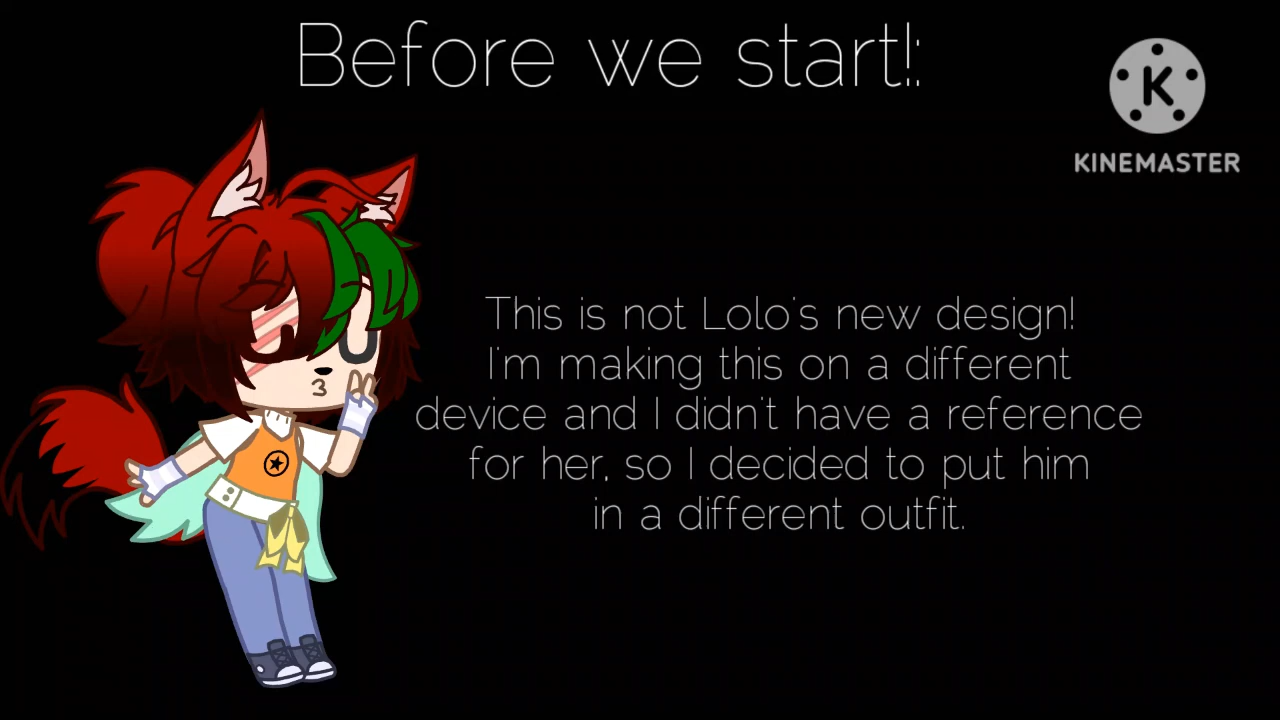 Before we start!:
K
KINEMASTER
This is not Lolo's new design!
I'm making this on a different
device and I didn't have a reference
for her, so I decided to put him
in a different outfit.